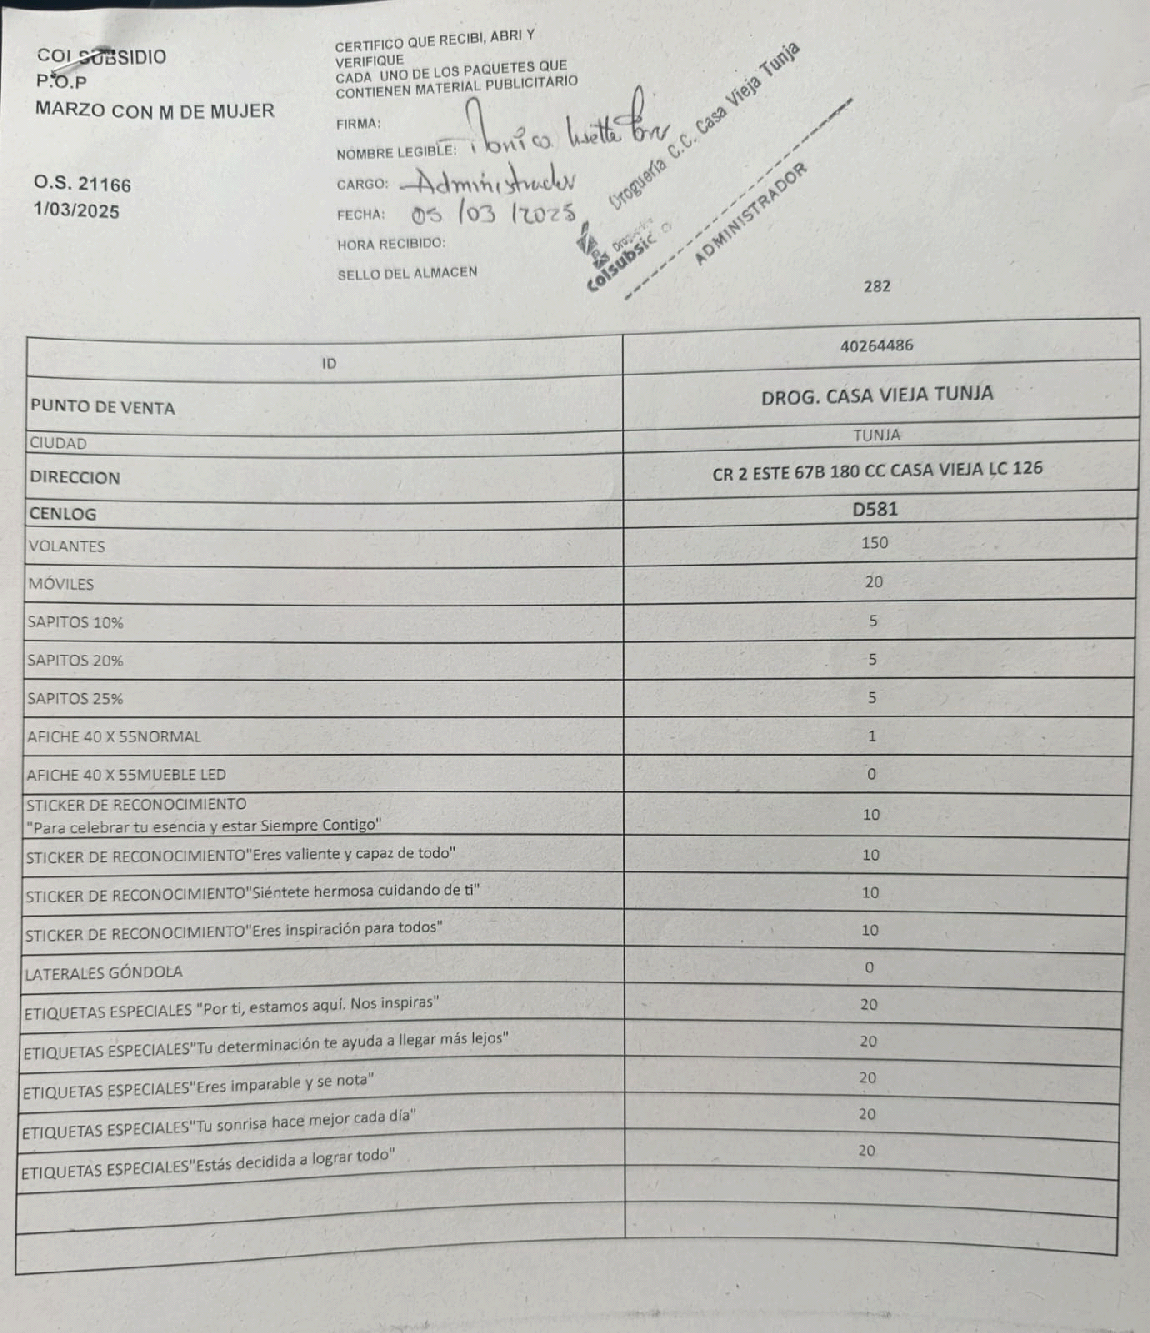 COLSUBSIDIO
P.O.P
MARZO CON M DE MUJER
O.S. 21166
1/03/2025
CERTIFICO QUE RECIBI, ABRI Y
VERIFIQUE
CADA UNO DE LOS PAQUETES QUE
CONTIENEN MATERIAL PUBLICITARIO
FIRMA:
NOMBRE LEGIBLE: Monica
CARGO: Administrador
FECHA: 05/03/2025
HORA RECIBIDO:
SELLO DEL ALMACEN
Droguería C.C. Casa Vieja Tunja
Colsubsidio
ADMINISTRADOR
282
ID 40264486
PUNTO DE VENTA DROG. CASA VIEJA TUNJA
CIUDAD TUNJA
DIRECCION CR 2 ESTE 67B 180 CC CASA VIEJA LC 126
CENLOG D581
VOLANTES 150
MÓVILES 20
SAPITOS 10% 5
SAPITOS 20% 5
SAPITOS 25% 5
AFICHE 40 X 55NORMAL 1
AFICHE 40 X 55MUEBLE LED 0
STICKER DE RECONOCIMIENTO
"Para celebrar tu esencia y estar Siempre Contigo" 10
STICKER DE RECONOCIMIENTO"Eres valiente y capaz de todo" 10
STICKER DE RECONOCIMIENTO"Siéntete hermosa cuidando de ti" 10
STICKER DE RECONOCIMIENTO"Eres inspiración para todos" 10
LATERALES GÓNDOLA 0
ETIQUETAS ESPECIALES "Por ti, estamos aquí. Nos inspiras" 20
ETIQUETAS ESPECIALES"Tu determinación te ayuda a llegar más lejos" 20
ETIQUETAS ESPECIALES"Eres imparable y se nota" 20
ETIQUETAS ESPECIALES"Tu sonrisa hace mejor cada día" 20
ETIQUETAS ESPECIALES"Estás decidida a lograr todo" 20